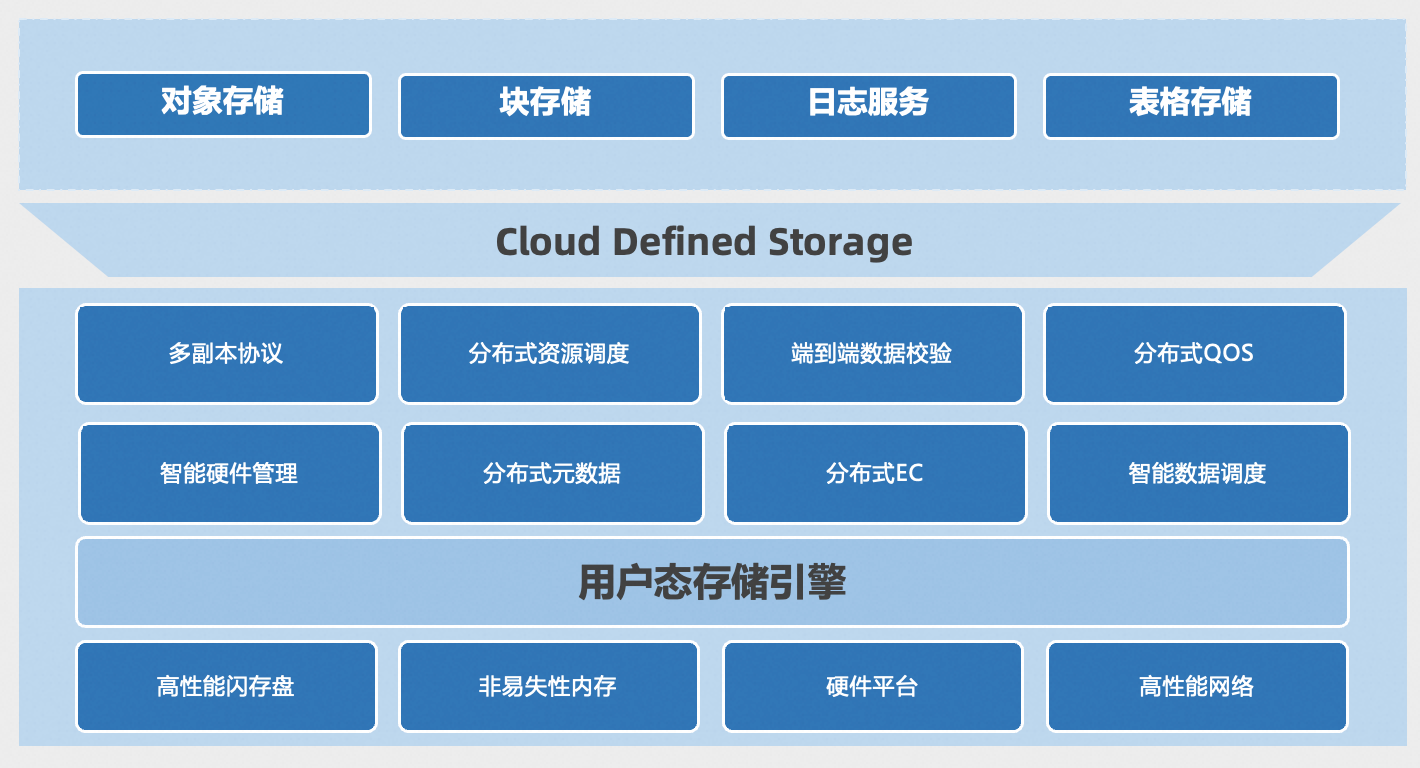 对象存储
块存储
日志服务
表格存储
Cloud Defined Storage
多副本协议
分布式资源调度
端到端数据校验
分布式QOS
智能硬件管理
分布式元数据
分布式EC
智能数据调度
用户态存储引擎
高性能闪存盘
非易失性内存
硬件平台
高性能网络